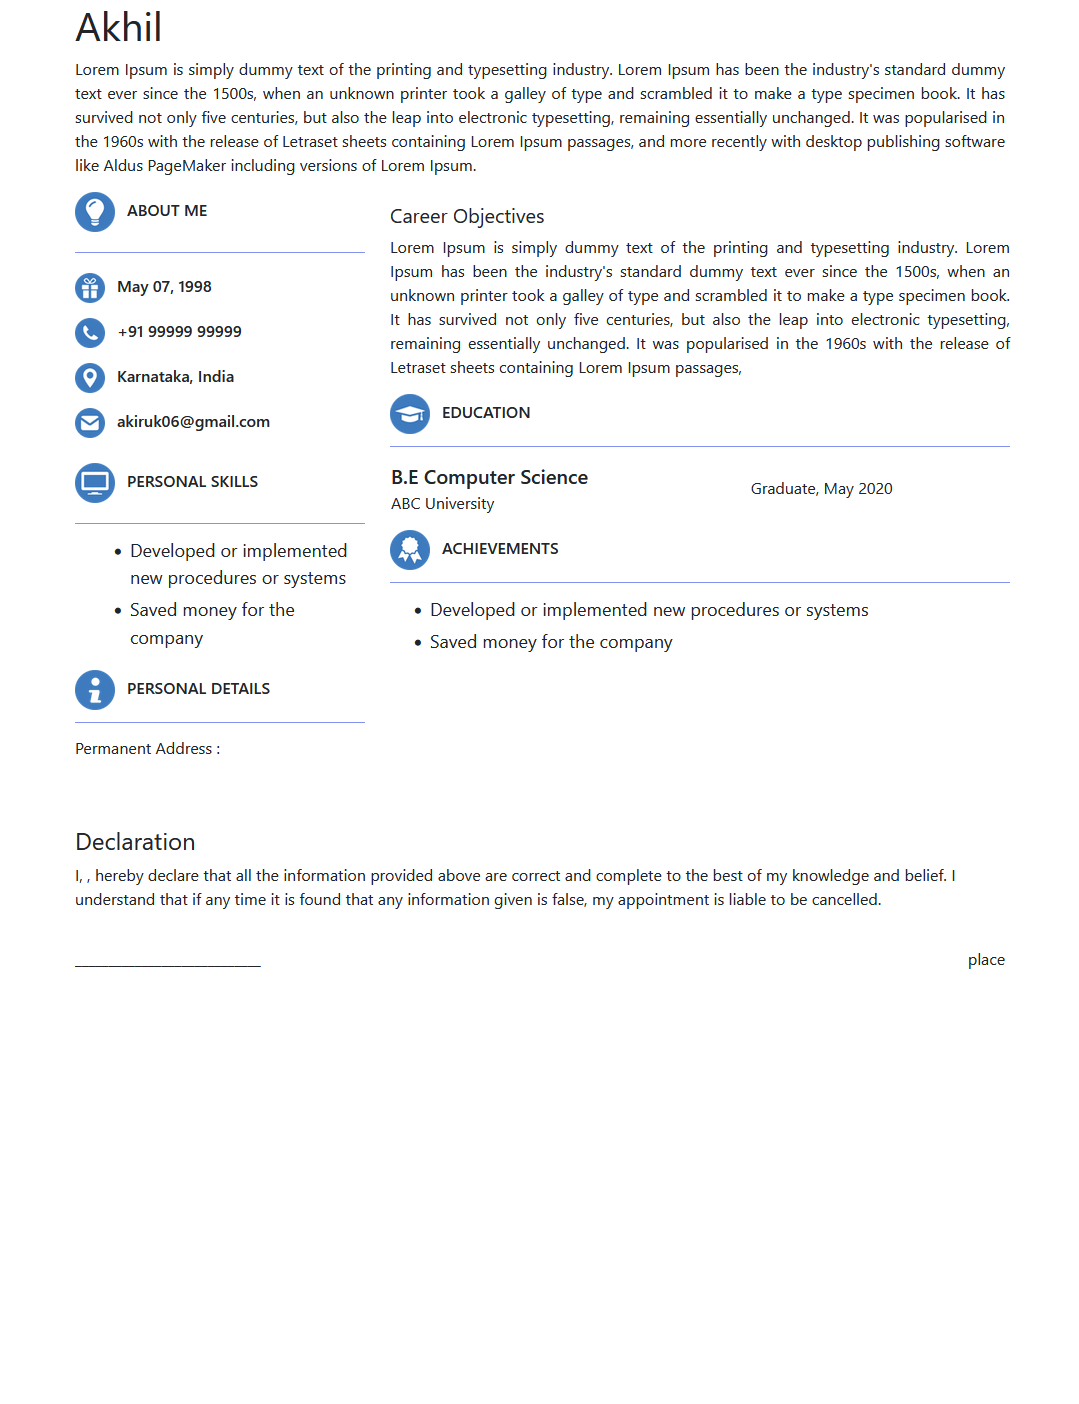 Akhil
Lorem Ipsum is simply dummy text of the printing and typesetting industry. Lorem Ipsum has been the industry's standard dummy
text ever since the 1500s, when an unknown printer took a galley of type and scrambled it to make a type specimen book. It has
survived not only five centuries, but also the leap into electronic typesetting, remaining essentially unchanged. It was popularised in
the 1960s with the release of Letraset sheets containing Lorem Ipsum passages, and more recently with desktop publishing software
like Aldus PageMaker including versions of Lorem Ipsum.
ABOUT ME
May 07, 1998
+91 99999 99999
Karnataka, India
akiruk06@gmail.com
PERSONAL SKILLS
• Developed or implemented
new procedures or systems
• Saved money for the
company
PERSONAL DETAILS
Permanent Address :
Career Objectives
Lorem Ipsum is simply dummy text of the printing and typesetting industry. Lorem
Ipsum has been the industry's standard dummy text ever since the 1500s, when an
unknown printer took a galley of type and scrambled it to make a type specimen book.
It has survived not only five centuries, but also the leap into electronic typesetting,
remaining essentially unchanged. It was popularised in the 1960s with the release of
Letraset sheets containing Lorem Ipsum passages,
EDUCATION
B.E Computer Science
ABC University
Graduate, May 2020
ACHIEVEMENTS
• Developed or implemented new procedures or systems
• Saved money for the company
Declaration
I, , hereby declare that all the information provided above are correct and complete to the best of my knowledge and belief. I
understand that if any time it is found that any information given is false, my appointment is liable to be cancelled.
_______________________ place